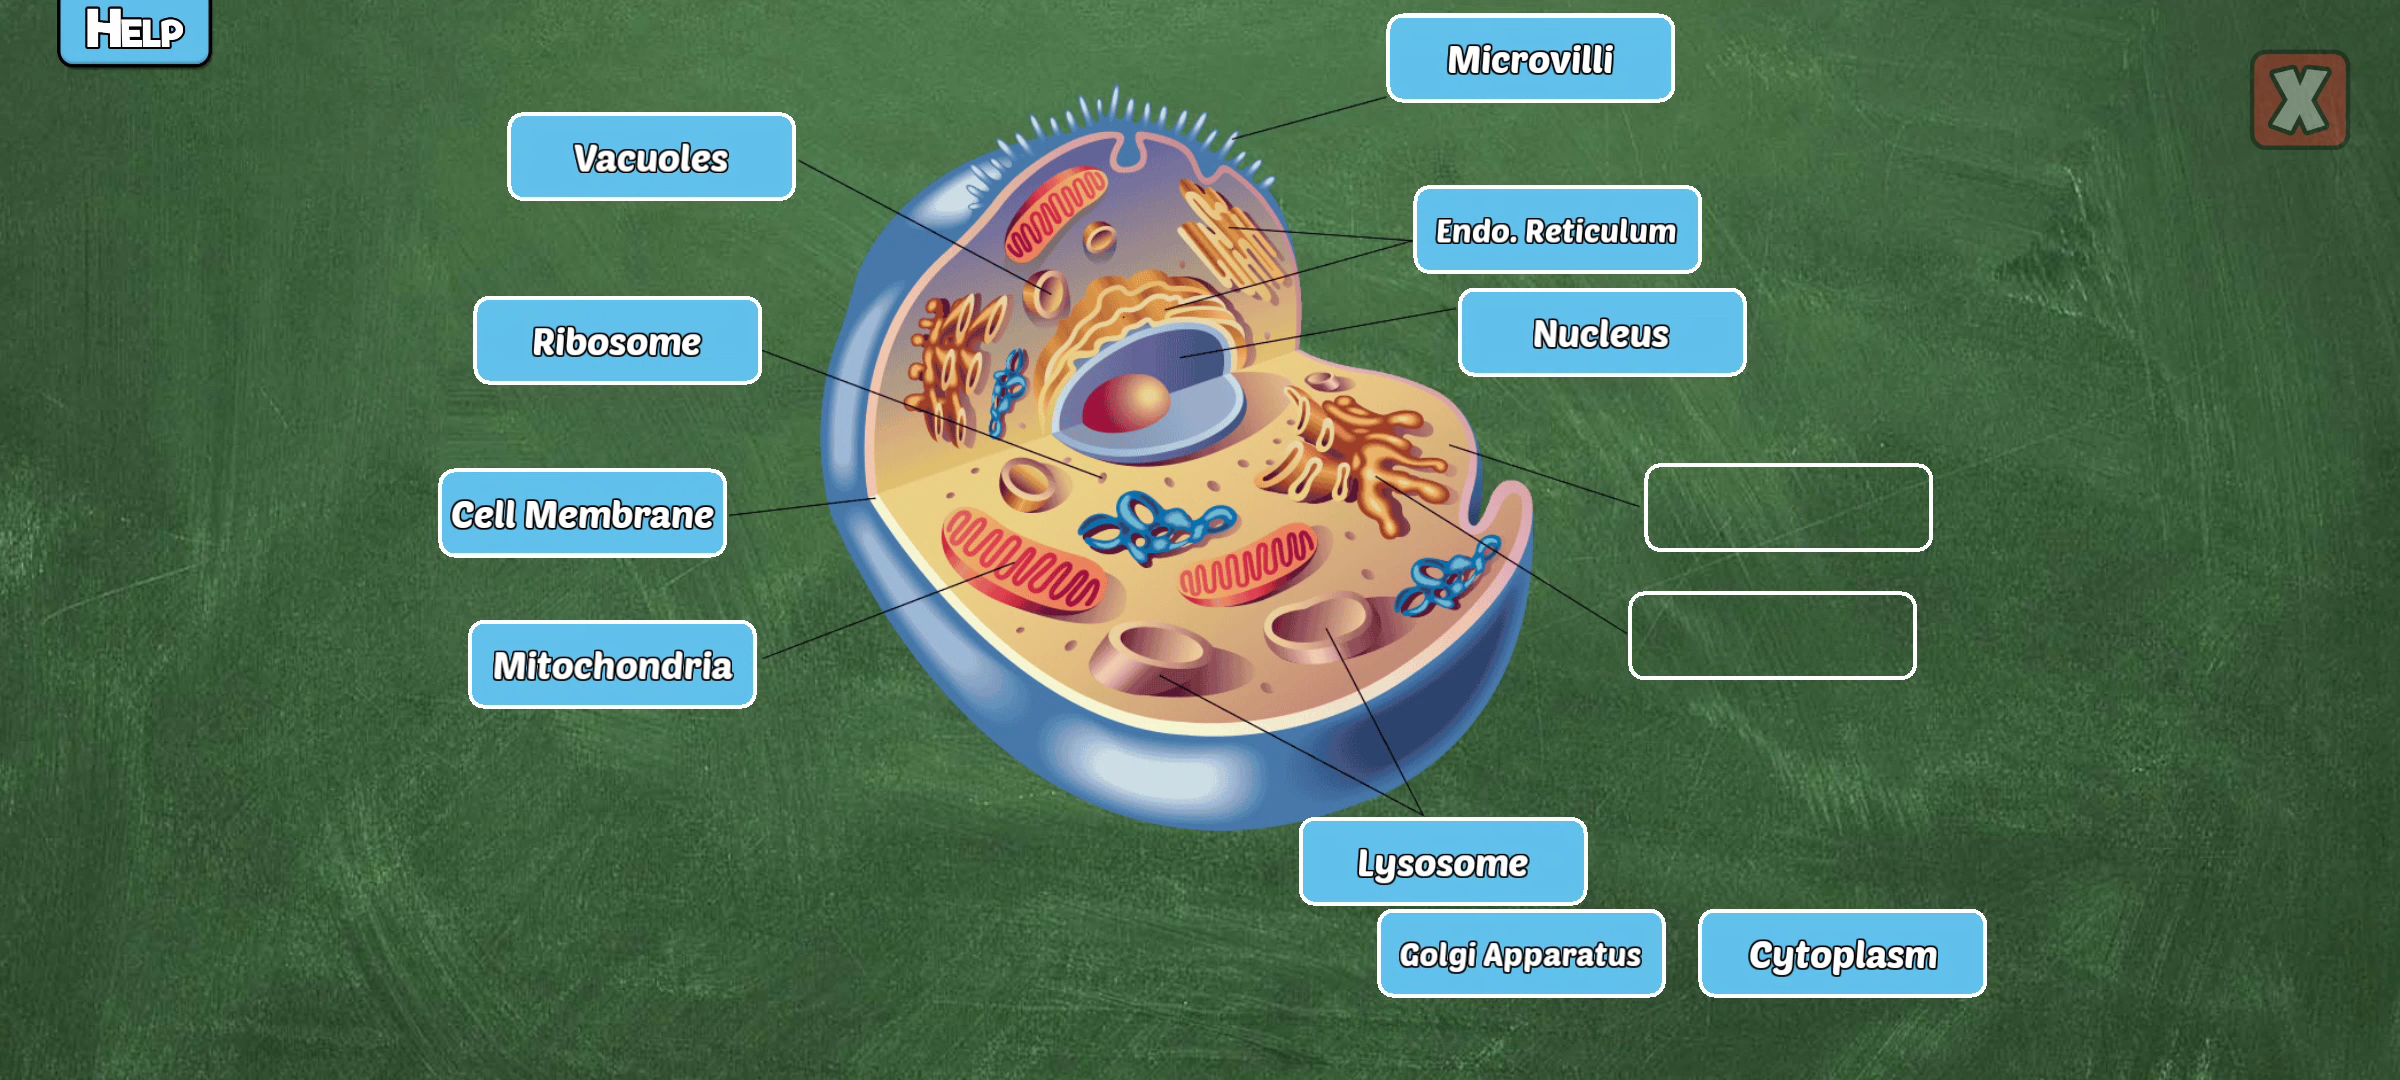 HELP
Microvilli
X
Vacuoles
Endo. Reticulum
Nucleus
Ribosome
Cell Membrane
Mitochondria
Lysosome
Golgi Apparatus
Cytoplasm